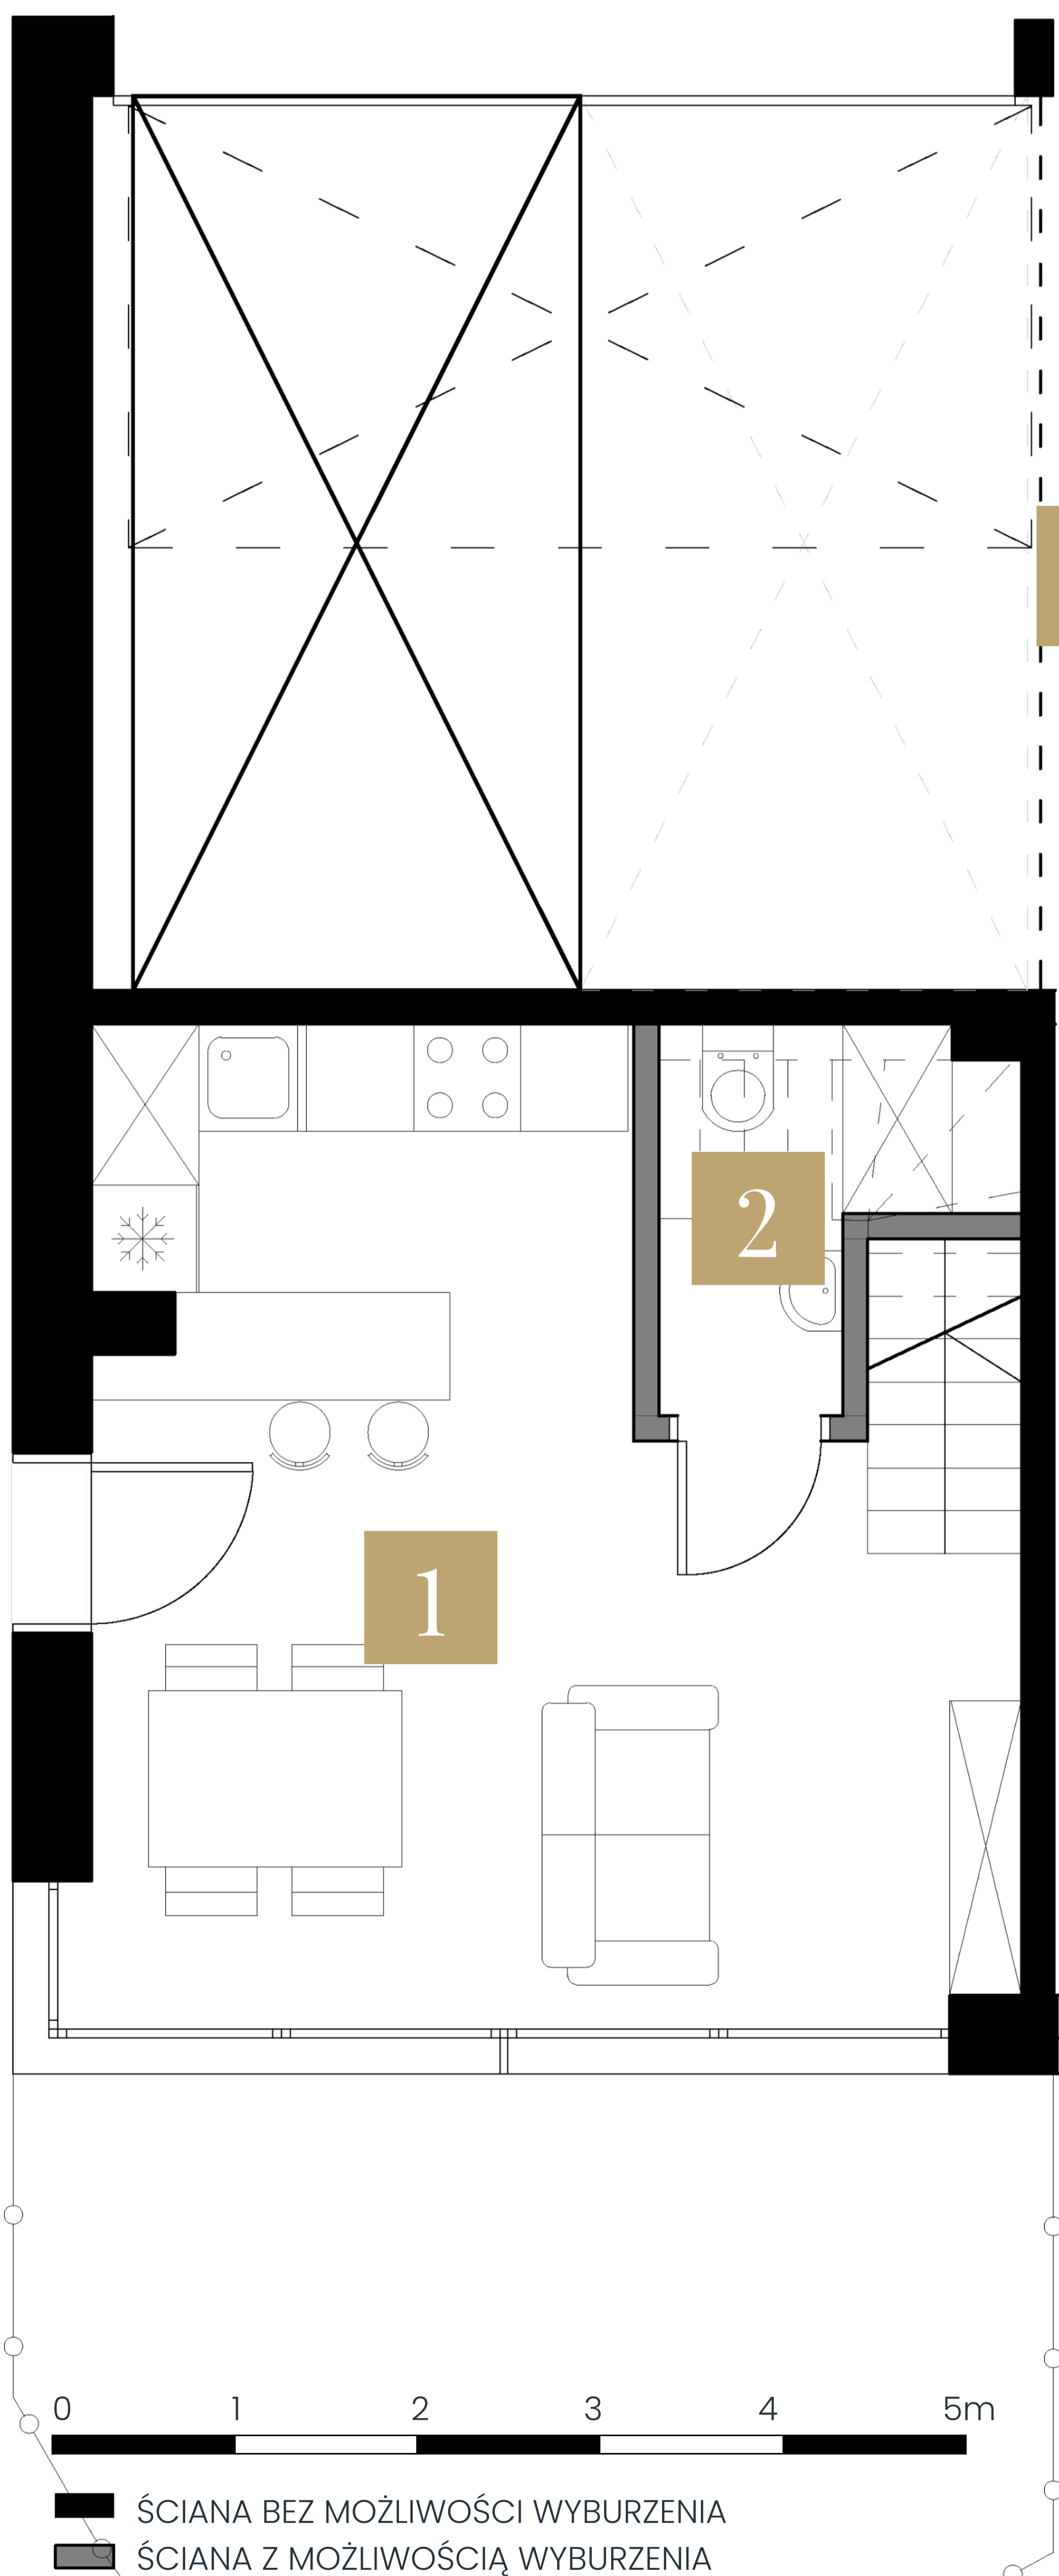 2
1
0 1 2 3 4 5m
ŚCIANA BEZ MOŻLIWOŚCI WYBURZENIA
ŚCIANA Z MOŻLIWOŚCIĄ WYBURZENIA